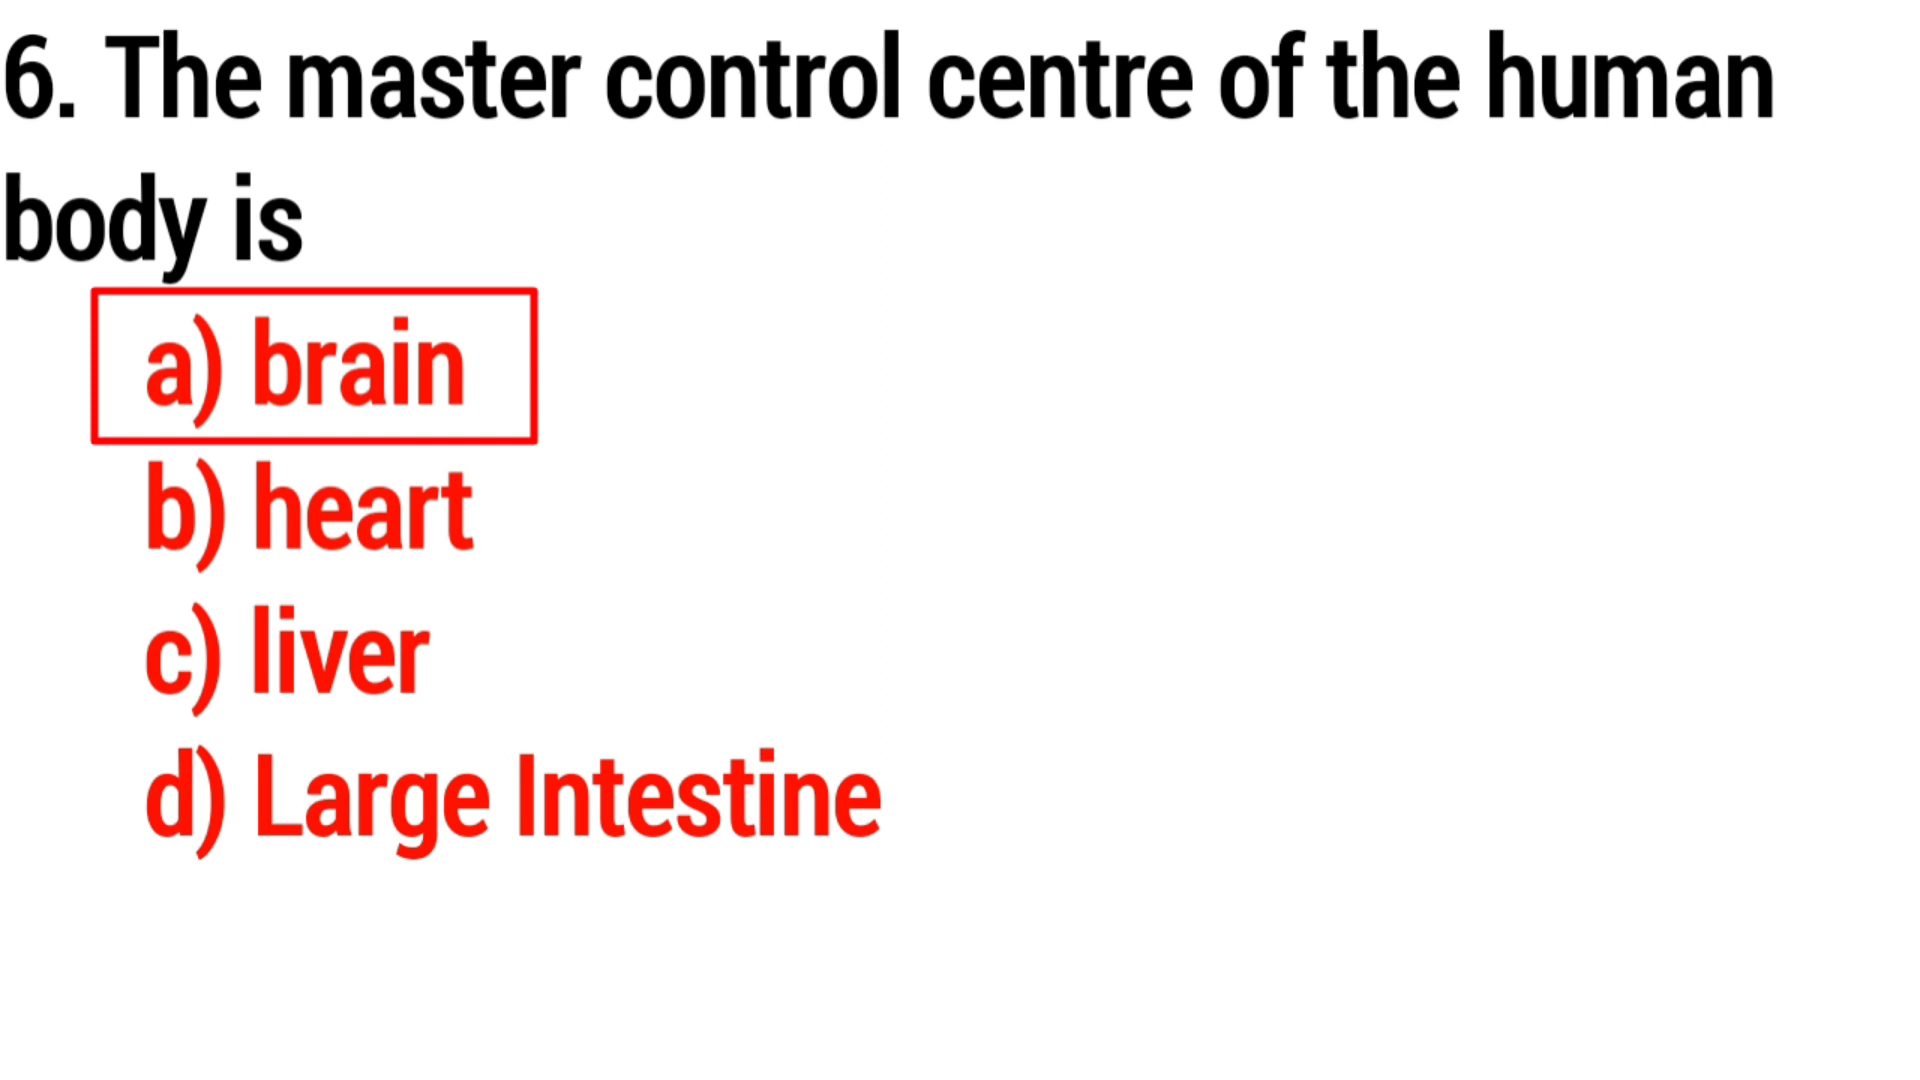 6. The master control centre of the human
body is
a) brain
b) heart
c) liver
d) Large Intestine